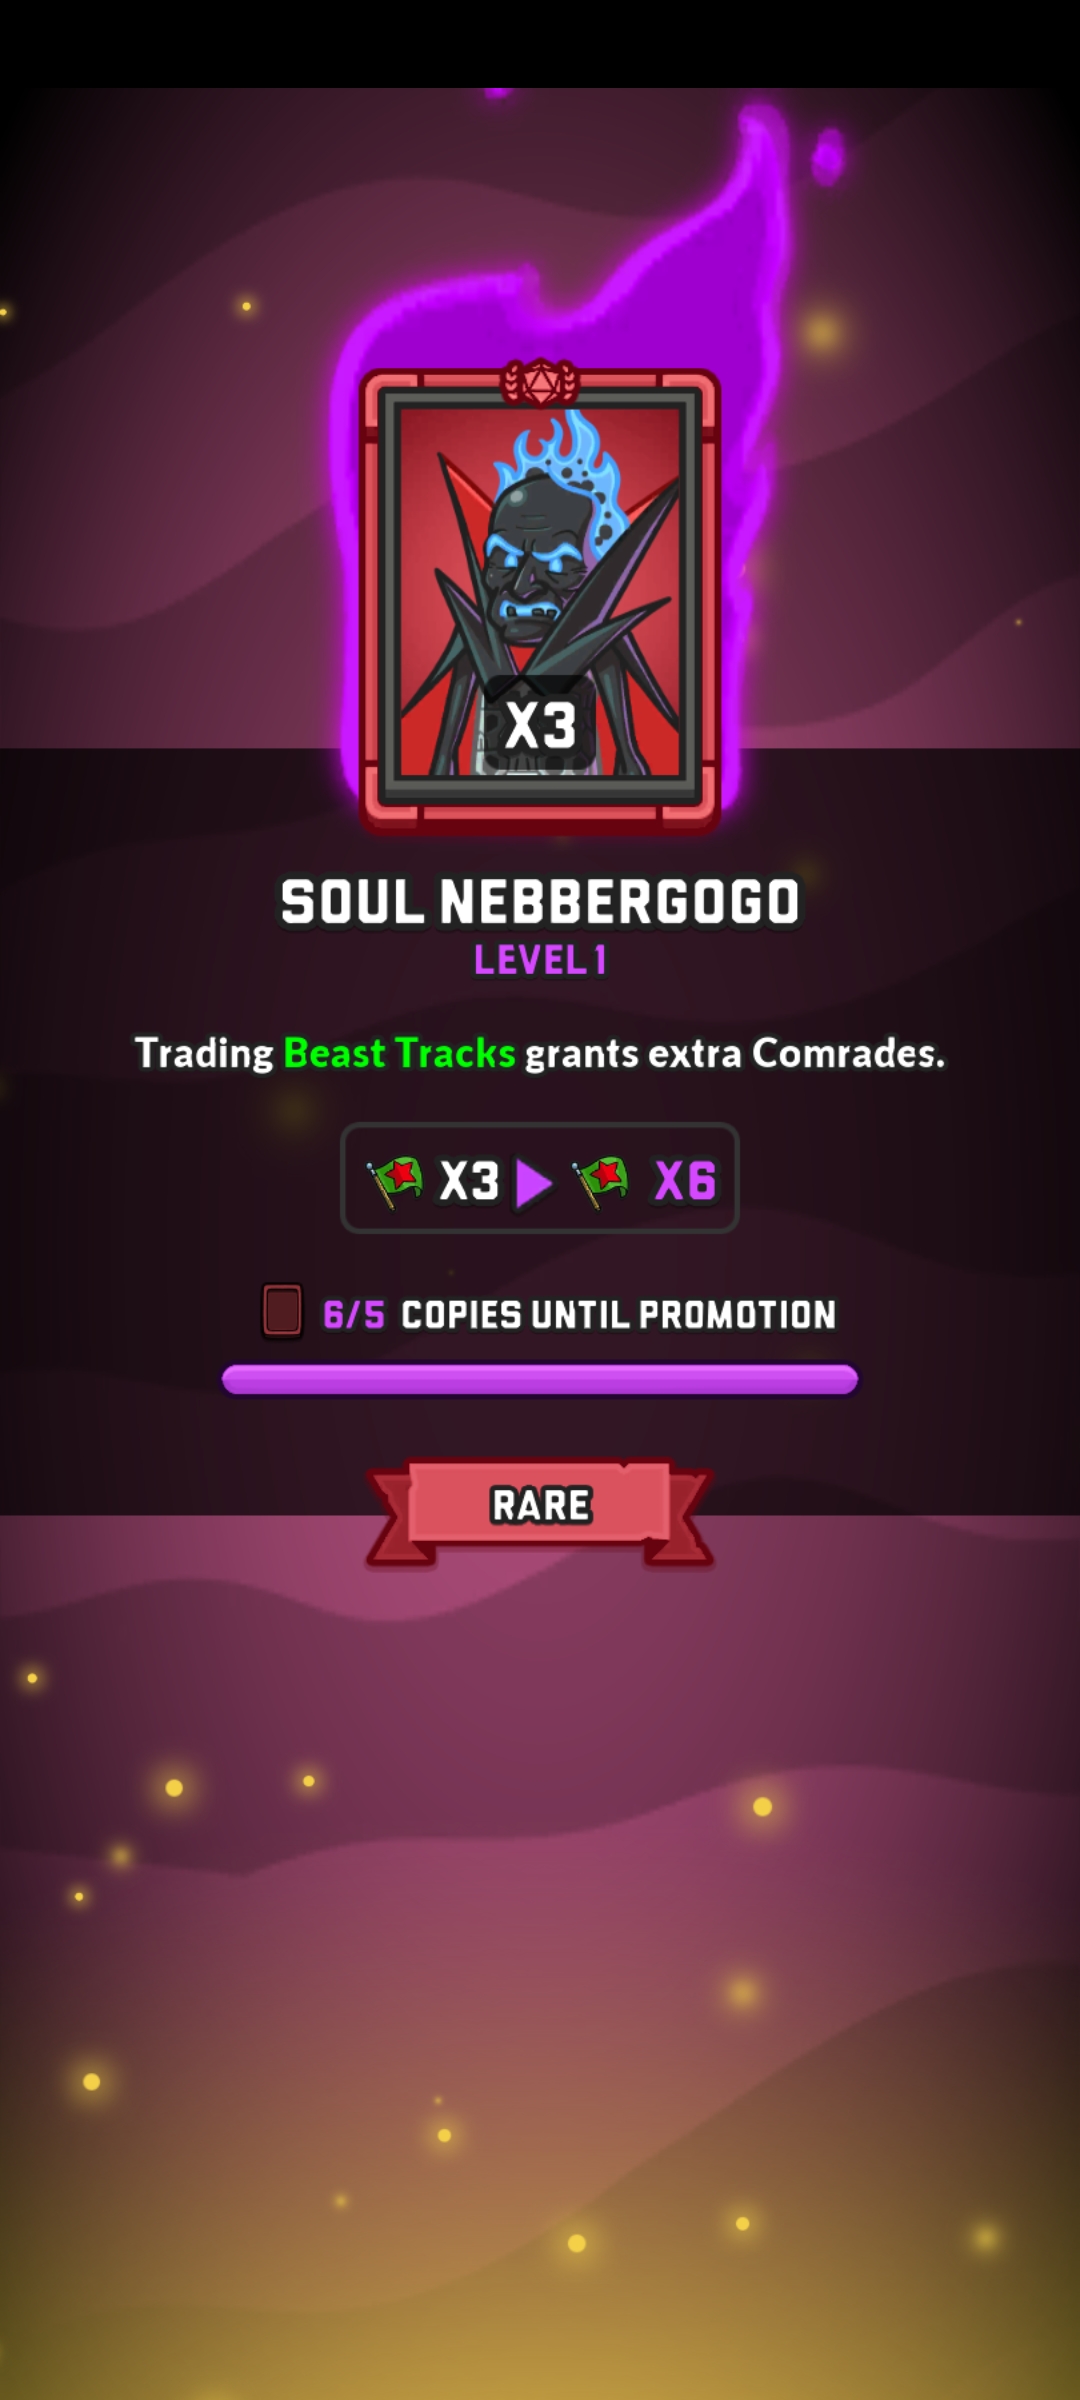 X3
SOUL NEBBERGOGO
LEVEL 1
Trading Beast Tracks grants extra Comrades.
X3 X6
6/5 COPIES UNTIL PROMOTION
RARE